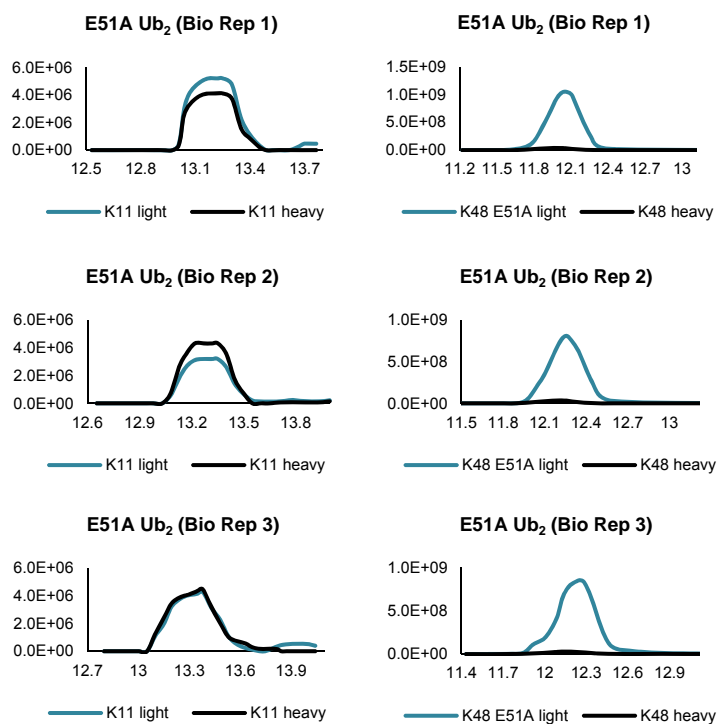 E51A Ub₂ (Bio Rep 1)
6.0E+06
4.0E+06
2.0E+06
0.0E+00
12.5 12.8 13.1 13.4 13.7
K11 light K11 heavy
E51A Ub₂ (Bio Rep 1)
1.5E+09
1.0E+09
5.0E+08
0.0E+00
11.2 11.5 11.8 12.1 12.4 12.7 13
K48 E51A light K48 heavy
E51A Ub₂ (Bio Rep 2)
6.0E+06
4.0E+06
2.0E+06
0.0E+00
12.6 12.9 13.2 13.5 13.8
K11 light K11 heavy
E51A Ub₂ (Bio Rep 2)
1.0E+09
5.0E+08
0.0E+00
11.5 11.8 12.1 12.4 12.7 13
K48 E51A light K48 heavy
E51A Ub₂ (Bio Rep 3)
6.0E+06
4.0E+06
2.0E+06
0.0E+00
12.7 13 13.3 13.6 13.9
K11 light K11 heavy
E51A Ub₂ (Bio Rep 3)
1.0E+09
5.0E+08
0.0E+00
11.4 11.7 12 12.3 12.6 12.9
K48 E51A light K48 heavy